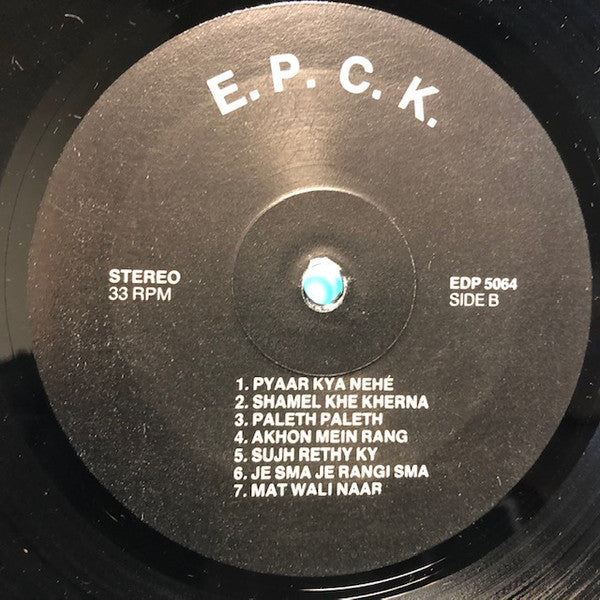 E. P. C. K.
STEREO
33 RPM
EDP 5064
SIDE B
1. PYAAR KYA NEHÉ
2. SHAMEL KHE KHERNA
3. PALETH PALETH
4. AKHON MEIN RANG
5. SUJH RETHY KY
6. JE SMA JE RANGI SMA
7. MAT WALI NAAR